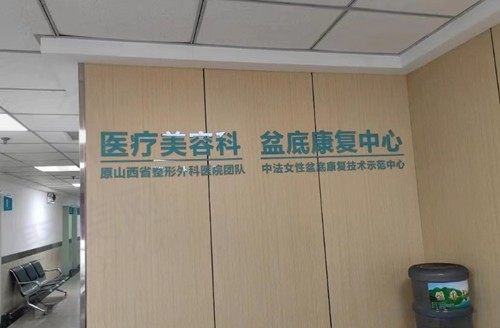 医疗美容科 盆底康复中心
原山西省整形外科医院团队 中法女性盆底康复技术示范中心